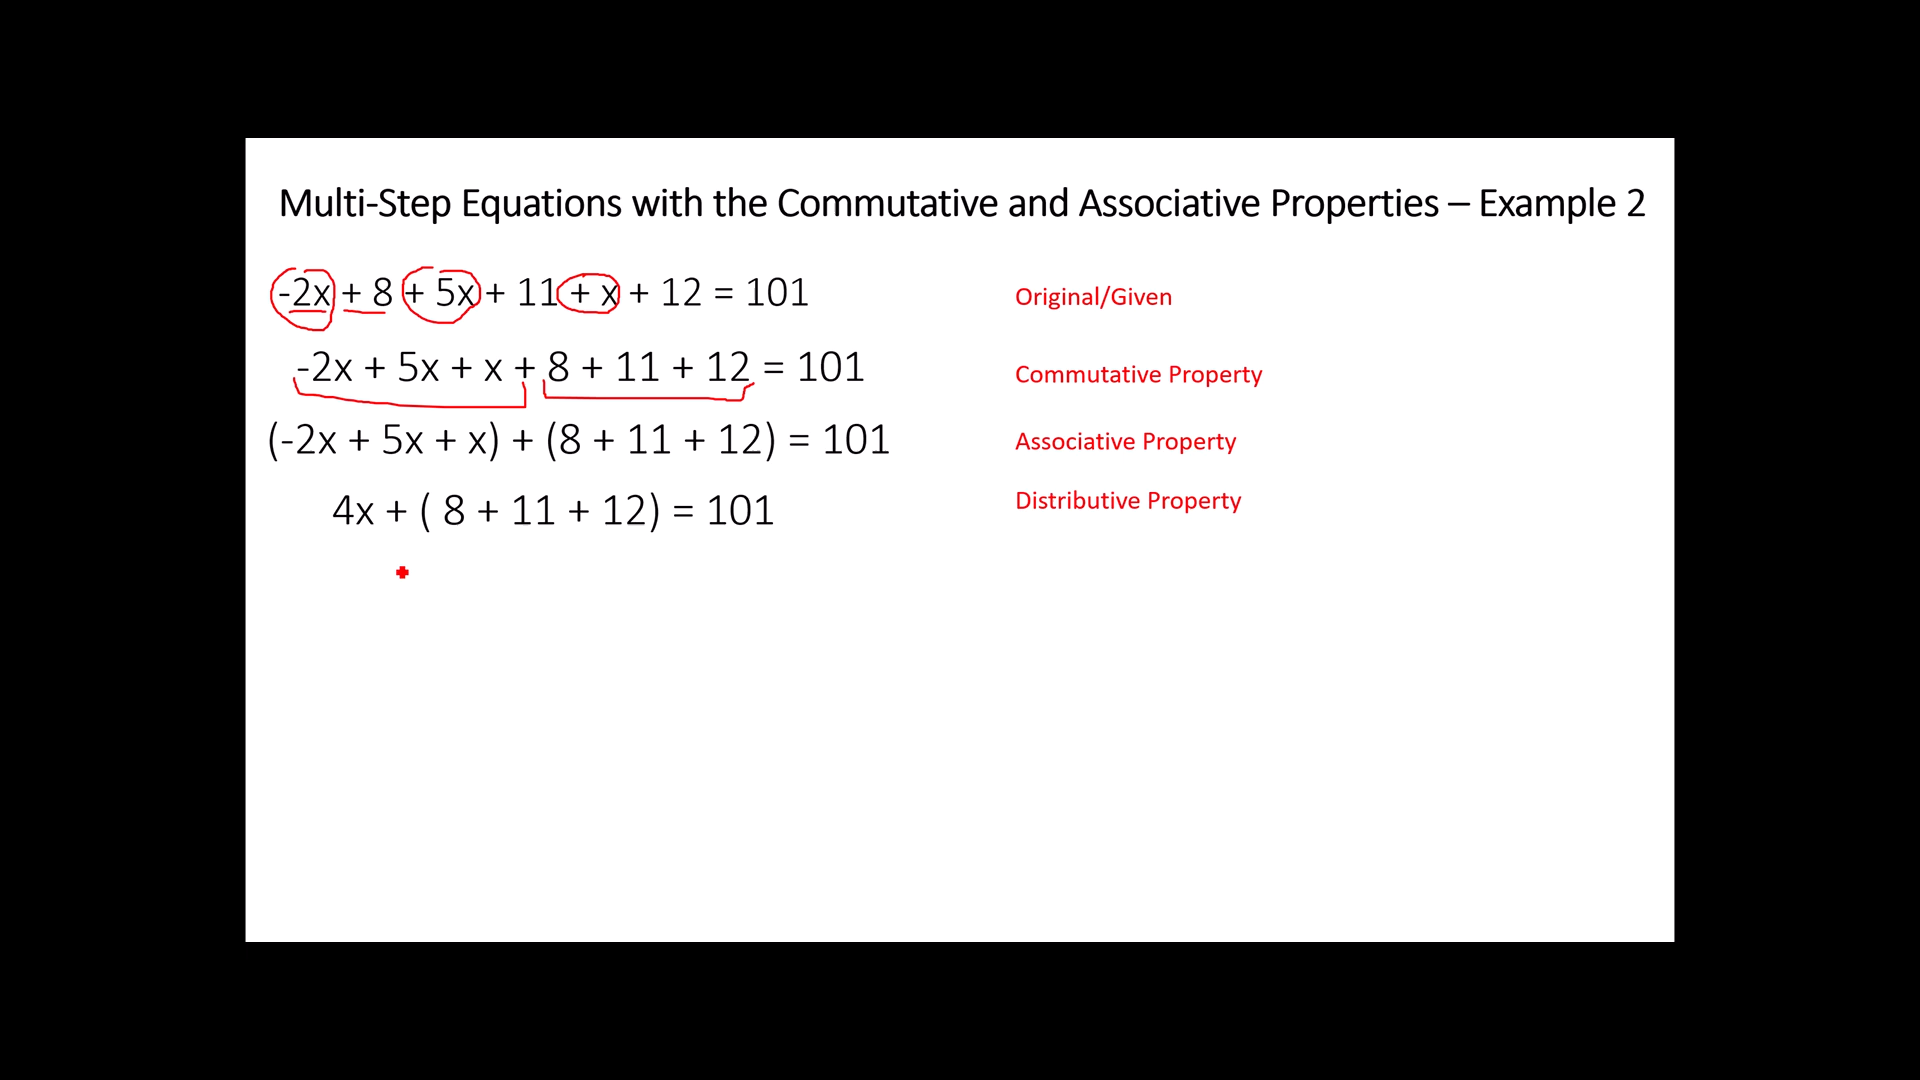 Multi-Step Equations with the Commutative and Associative Properties – Example 2
-2x + 8 + 5x + 11 + x + 12 = 101 Original/Given
-2x + 5x + x + 8 + 11 + 12 = 101 Commutative Property
(-2x + 5x + x) + (8 + 11 + 12) = 101 Associative Property
4x + ( 8 + 11 + 12) = 101 Distributive Property